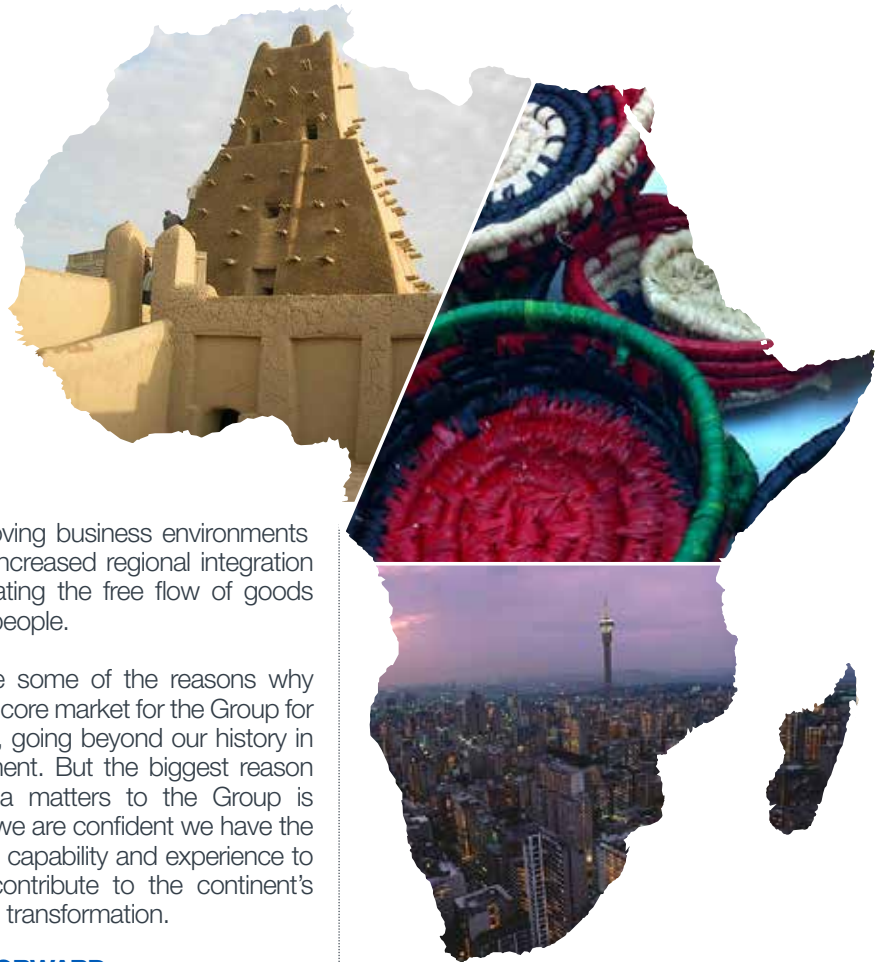 oving business environments
ncreased regional integration
ating the free flow of goods
people.
e some of the reasons why
core market for the Group for
, going beyond our history in
nent. But the biggest reason
a matters to the Group is
we are confident we have the
capability and experience to
contribute to the continent's
transformation.
ORWARD